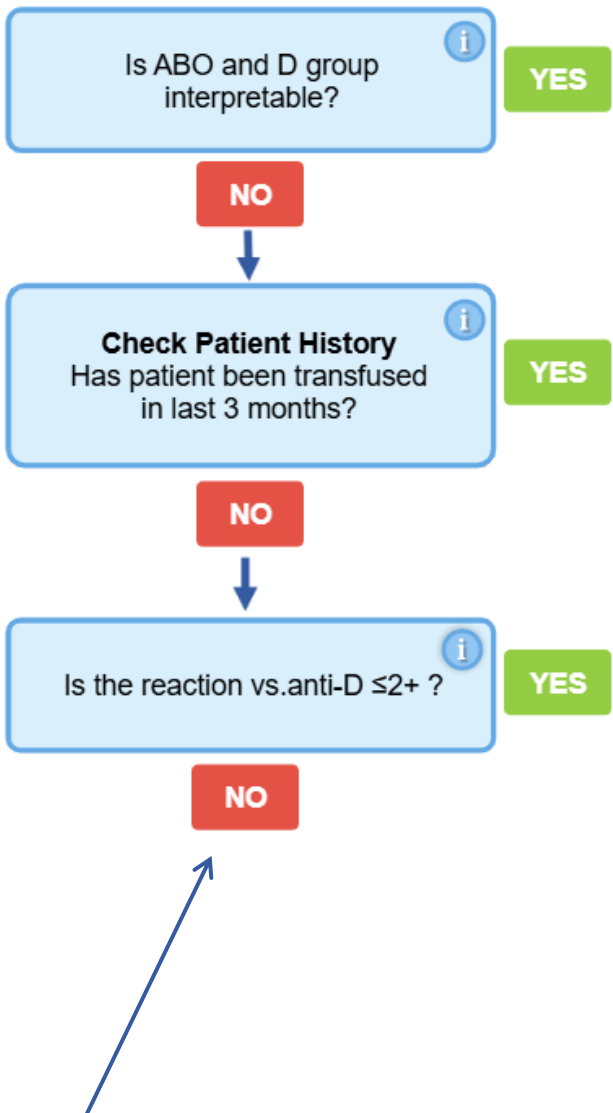 Is ABO and D group
interpretable?
i
YES
NO
Check Patient History
Has patient been transfused
in last 3 months?
i
YES
NO
Is the reaction vs.anti-D ≤2+ ?
i
YES
NO